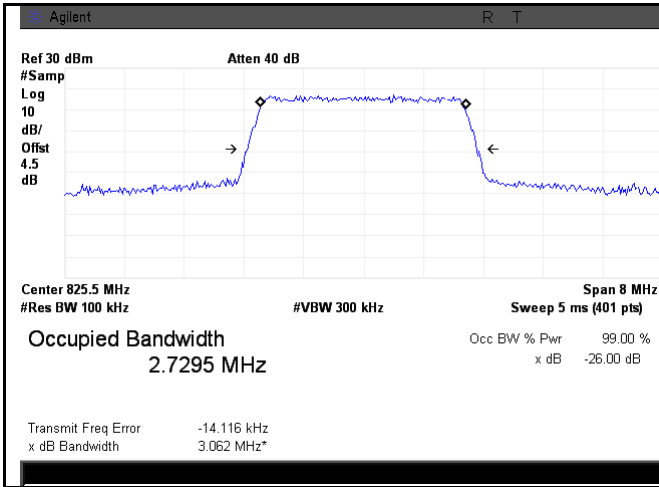 Agilent R T
Ref 30 dBm Atten 40 dB
#Samp
Log
10
dB/
Offst
4.5
dB
Center 825.5 MHz Span 8 MHz
#Res BW 100 kHz #VBW 300 kHz Sweep 5 ms (401 pts)
Occupied Bandwidth Occ BW % Pwr 99.00 %
2.7295 MHz x dB -26.00 dB
Transmit Freq Error -14.116 kHz
x dB Bandwidth 3.062 MHz*